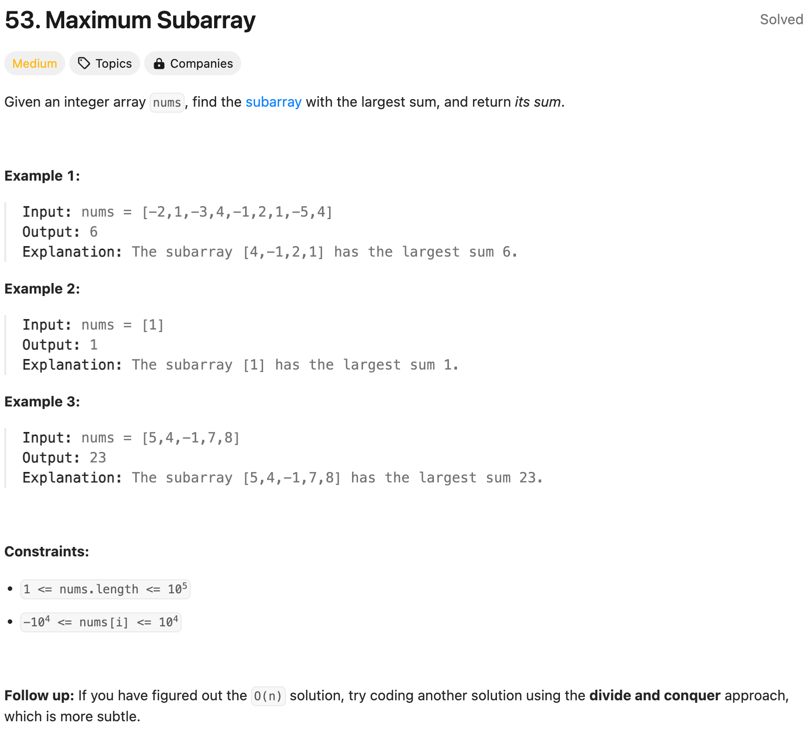 53. Maximum Subarray
Solved
Medium
Topics
Companies
Given an integer array nums, find the subarray with the largest sum, and return its sum.
Example 1:
Input: nums = [-2,1,-3,4,-1,2,1,-5,4]
Output: 6
Explanation: The subarray [4,-1,2,1] has the largest sum 6.
Example 2:
Input: nums = [1]
Output: 1
Explanation: The subarray [1] has the largest sum 1.
Example 3:
Input: nums = [5,4,-1,7,8]
Output: 23
Explanation: The subarray [5,4,-1,7,8] has the largest sum 23.
Constraints:
• 1 <= nums.length <= 10⁵
• -10⁴ <= nums[i] <= 10⁴
Follow up: If you have figured out the O(n) solution, try coding another solution using the divide and conquer approach,
which is more subtle.